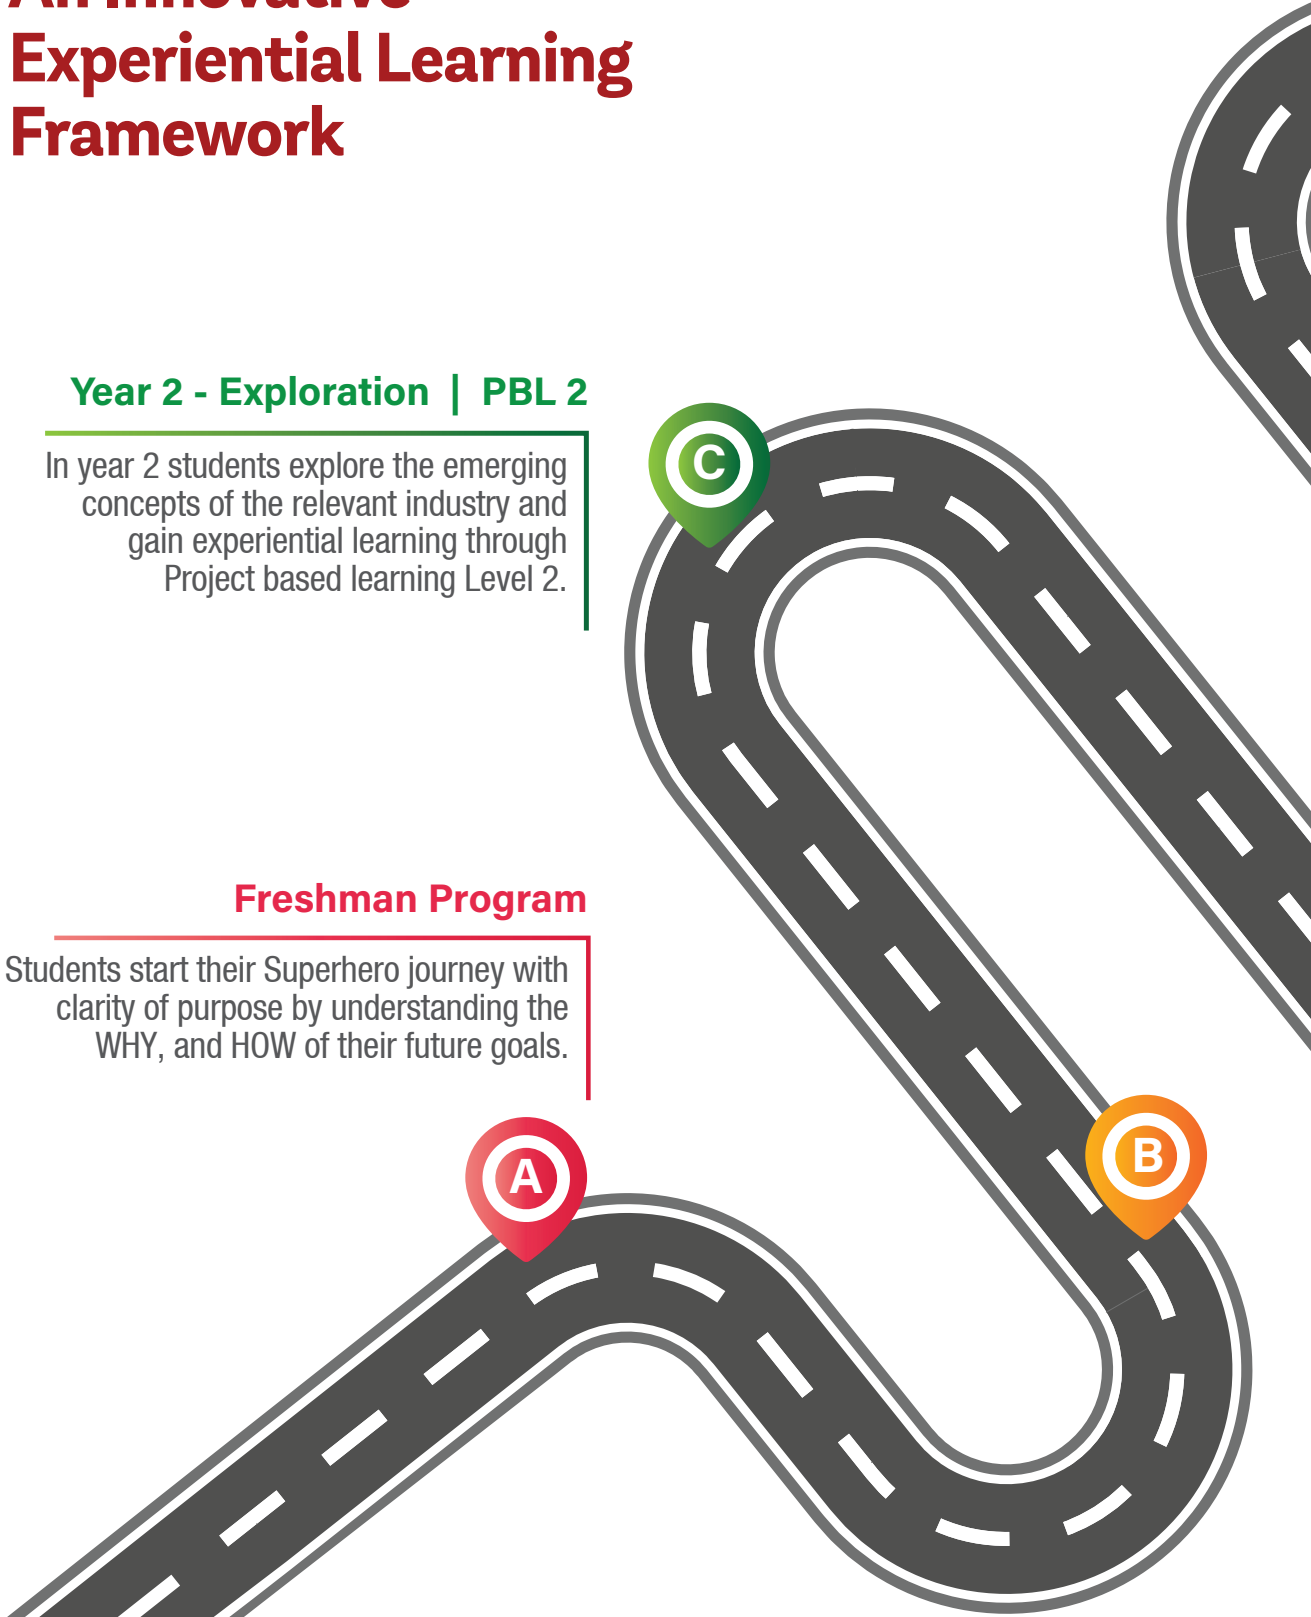 An Innovative
Experiential Learning
Framework
Year 2 - Exploration | PBL 2
In year 2 students explore the emerging
concepts of the relevant industry and
gain experiential learning through
Project based learning Level 2.
C
Freshman Program
Students start their Superhero journey with
clarity of purpose by understanding the
WHY, and HOW of their future goals.
B
A